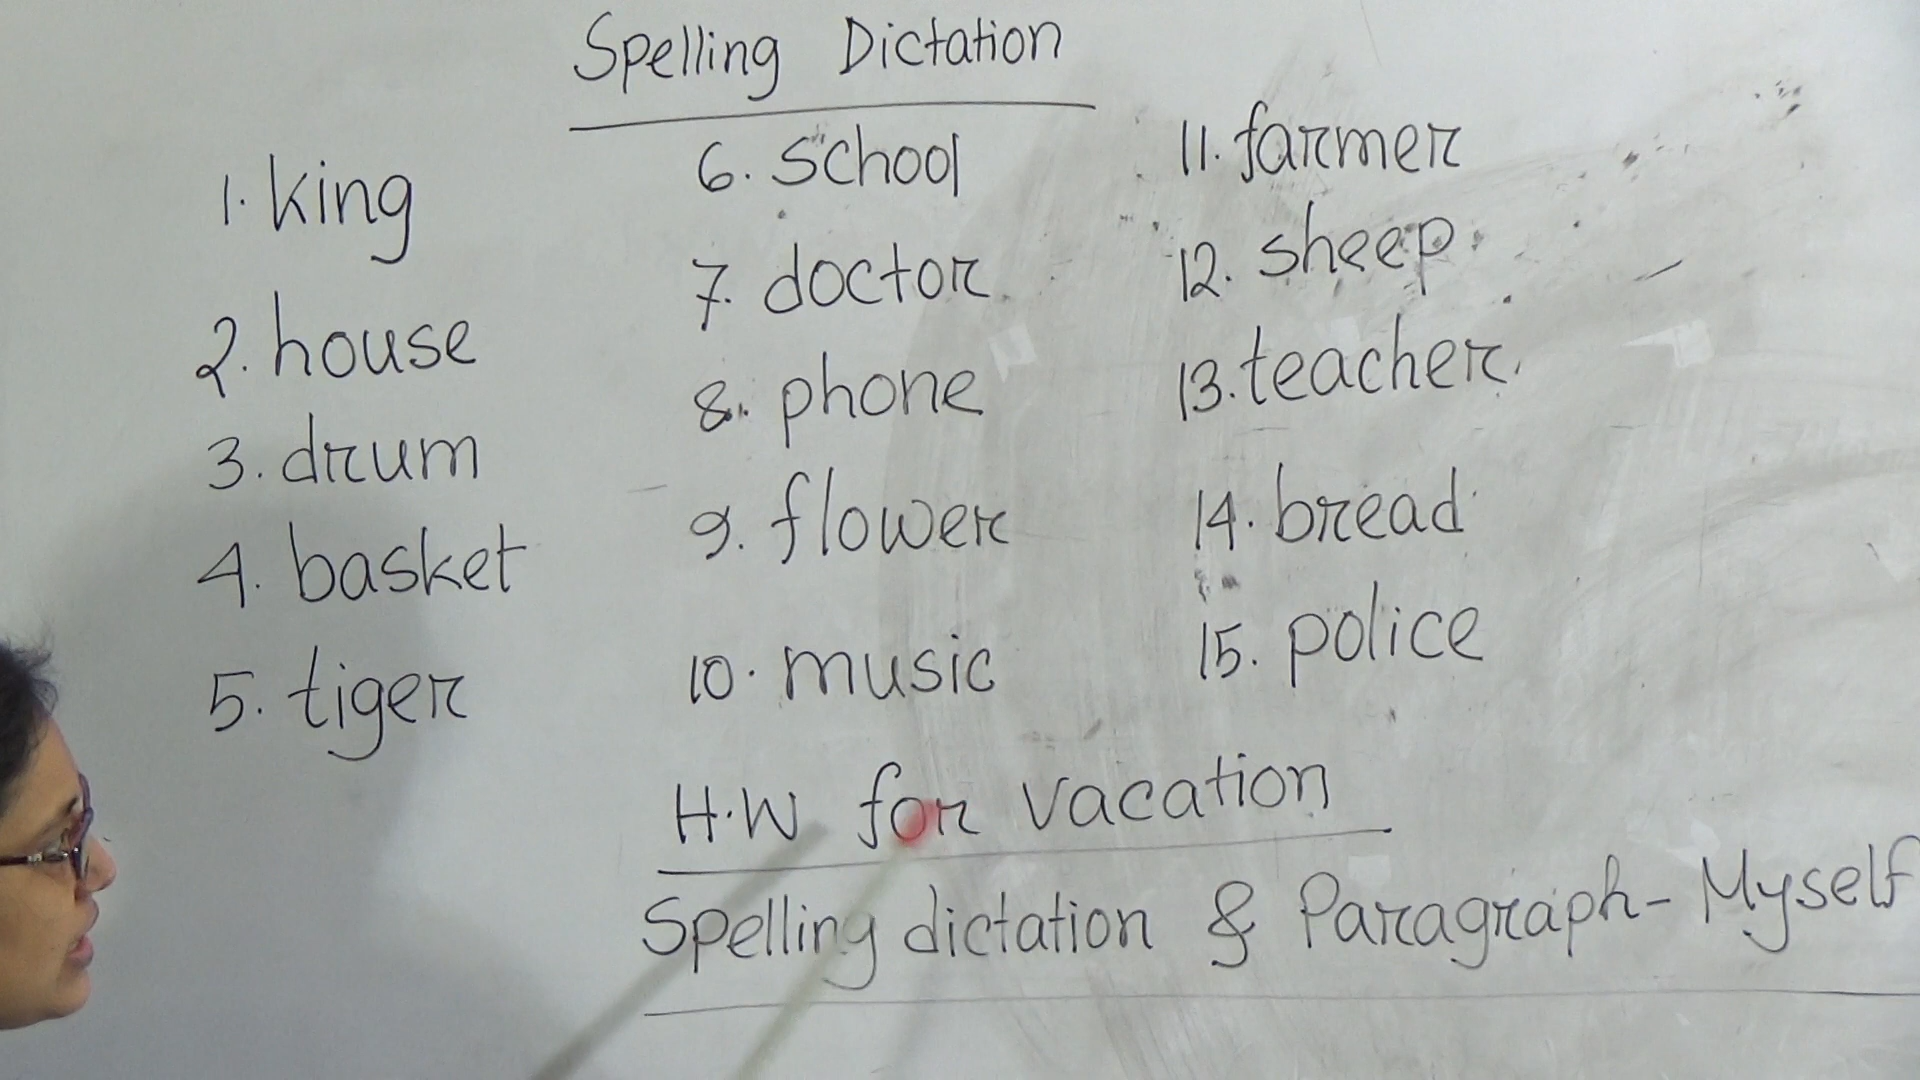 Spelling Dictation
1. king
2. house
3. drum
4. basket
5. tiger
6. school
7. doctor
8. phone
9. flower
10. music
11. farmer
12. sheep
13. teacher
14. bread
15. police
H.W for vacation
Spelling dictation & Paragraph - Myself